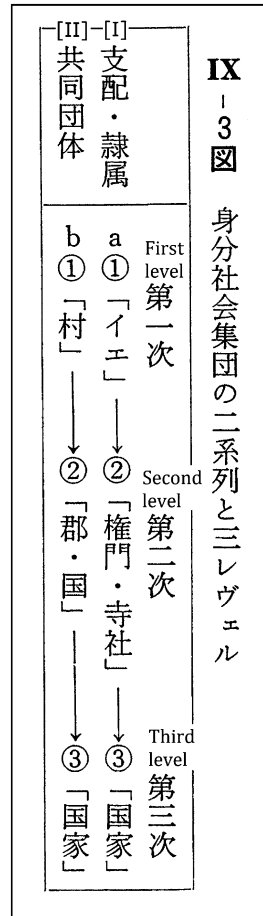 IX-3図 身分社会集団の二系列と三レヴェル
First level 第一次
Second level 第二次
Third level 第三次
[I] 支配・隷属 a ①「イエ」→②「権門・寺社」→③「国家」
[II] 共同団体 b ①「村」→②「郡・国」→③「国家」